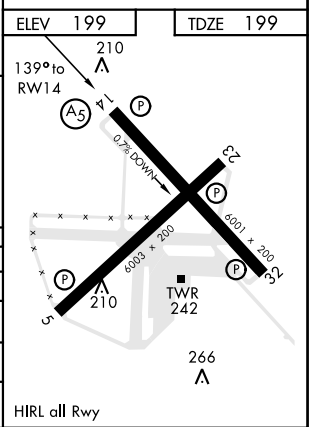 ELEV 199
TDZE 199
210
139° to
RW14
A5
P
14
0.7% DOWN
23
P
6001 x 200
6003 x 200
P
P
32
210
TWR
242
5
266
HIRL all Rwy